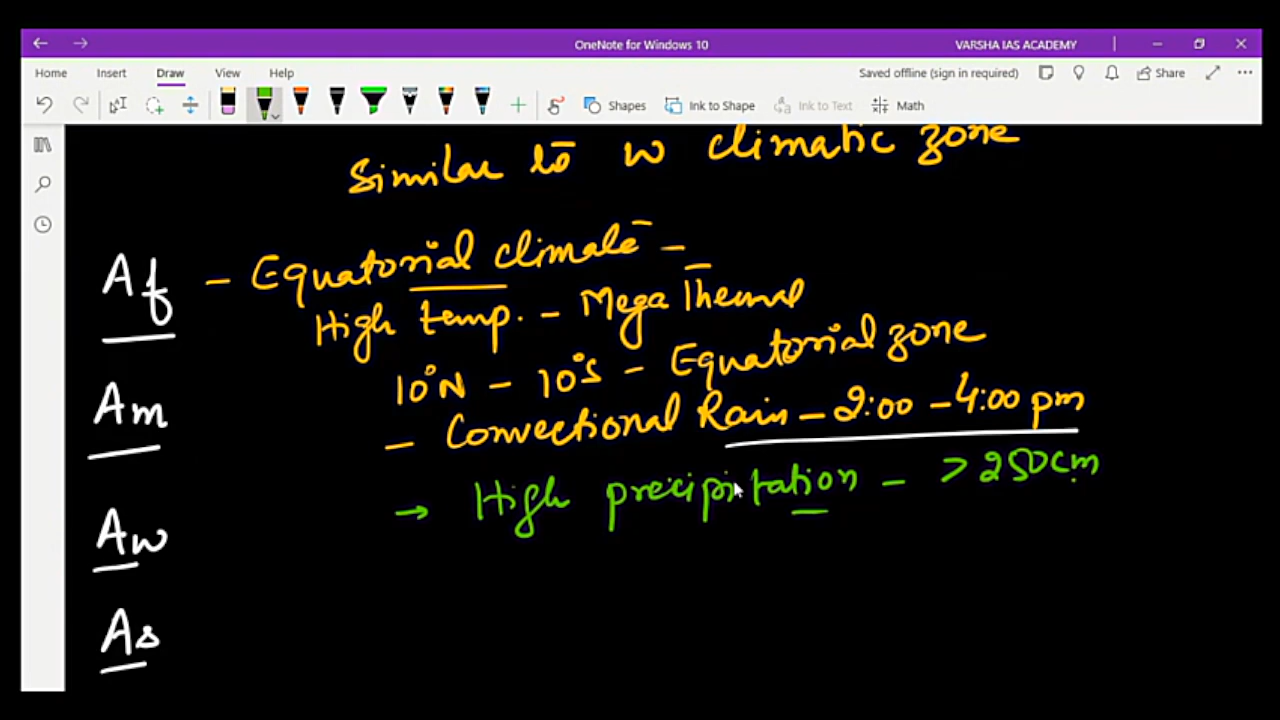 OneNote for Windows 10
VARSHA IAS ACADEMY
Home Insert Draw View Help
Saved offline (sign in required) Share
Shapes Ink to Shape Ink to Text Math
Similar to w climatic zone
Af - Equatorial climate -
High temp. - Mega Thermal
10°N - 10°S - Equatorial zone
Am
- Convectional Rain - 2:00 - 4:00 pm
→ High precipitation - > 250cm
Aw
As